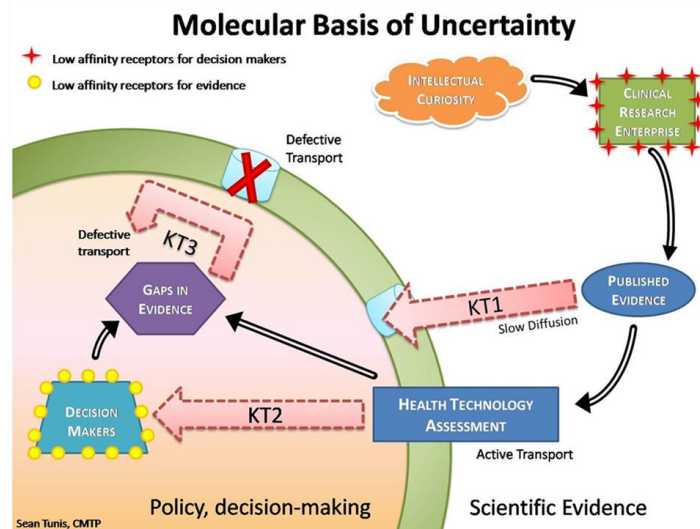 Molecular Basis of Uncertainty
Low affinity receptors for decision makers
Low affinity receptors for evidence
INTELLECTUAL
CURIOSITY
CLINICAL
RESEARCH
ENTERPRISE
Defective
Transport
Defective
transport
KT3
GAPS IN
EVIDENCE
PUBLISHED
EVIDENCE
KT1
Slow Diffusion
DECISION
MAKERS
KT2
HEALTH TECHNOLOGY
ASSESSMENT
Active Transport
Policy, decision-making
Scientific Evidence
Sean Tunis, CMTP